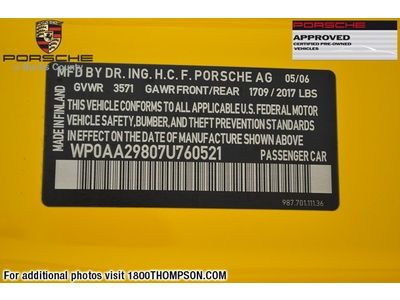 PORSCHE
PORSCHE
APPROVED
CERTIFIED PRE-OWNED
VEHICLES
MFD BY DR. ING. H.C. F. PORSCHE AG 05/06
GVWR 3571 GAWR FRONT/REAR 1709 / 2017 LBS
THIS VEHICLE CONFORMS TO ALL APPLICABLE U.S. FEDERAL MOTOR
VEHICLE SAFETY, BUMBER, AND THEFT PREVENTION STANDARDS
IN EFFECT ON THE DATE OF MANUFACTURE SHOWN ABOVE
WP0AA29807U760521 PASSENGER CAR
MADE IN FINLAND
987.701.111.36
For additional photos visit 1800THOMPSON.COM